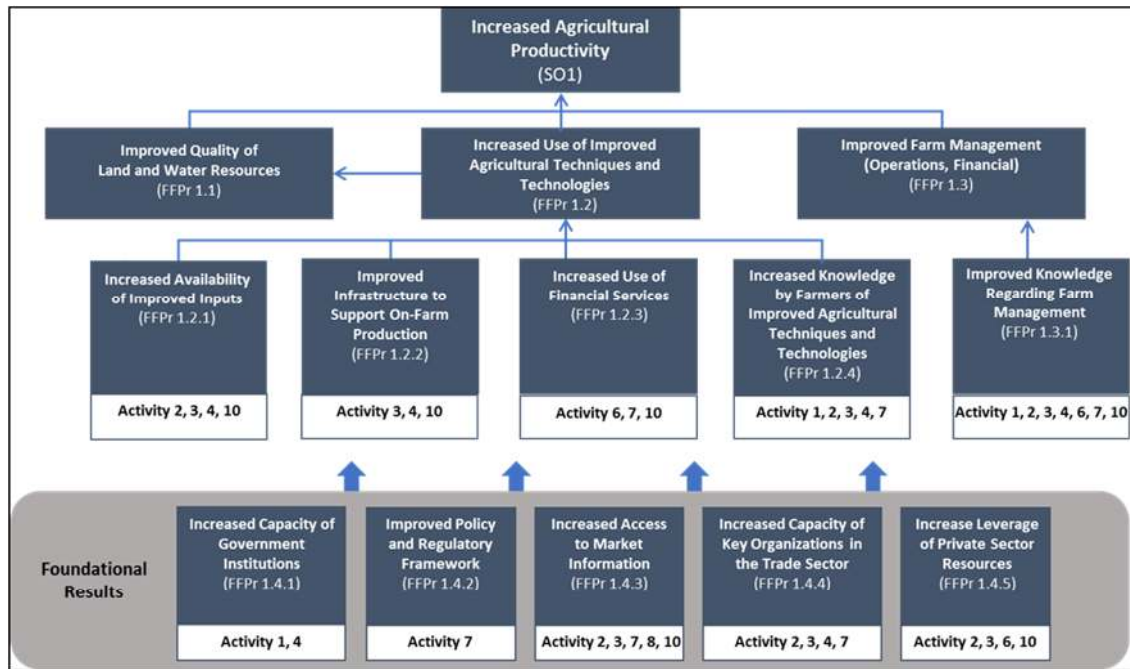 Increased Agricultural
Productivity
(SO1)
Improved Quality of
Land and Water Resources
(FFPr 1.1)
Increased Use of Improved
Agricultural Techniques and
Technologies
(FFPr 1.2)
Improved Farm Management
(Operations, Financial)
(FFPr 1.3)
Increased Availability
of Improved Inputs
(FFPr 1.2.1)
Activity 2, 3, 4, 10
Improved
Infrastructure to
Support On-Farm
Production
(FFPr 1.2.2)
Activity 3, 4, 10
Increased Use of
Financial Services
(FFPr 1.2.3)
Activity 6, 7, 10
Increased Knowledge
by Farmers of
Improved Agricultural
Techniques and
Technologies
(FFPr 1.2.4)
Activity 1, 2, 3, 4, 7
Improved Knowledge
Regarding Farm
Management
(FFPr 1.3.1)
Activity 1, 2, 3, 4, 6, 7, 10
Foundational
Results
Increased Capacity of
Government
Institutions
(FFPr 1.4.1)
Activity 1, 4
Improved Policy
and Regulatory
Framework
(FFPr 1.4.2)
Activity 7
Increased Access
to Market
Information
(FFPr 1.4.3)
Activity 2, 3, 7, 8, 10
Increased Capacity of
Key Organizations in
the Trade Sector
(FFPr 1.4.4)
Activity 2, 3, 4, 7
Increase Leverage
of Private Sector
Resources
(FFPr 1.4.5)
Activity 2, 3, 6, 10